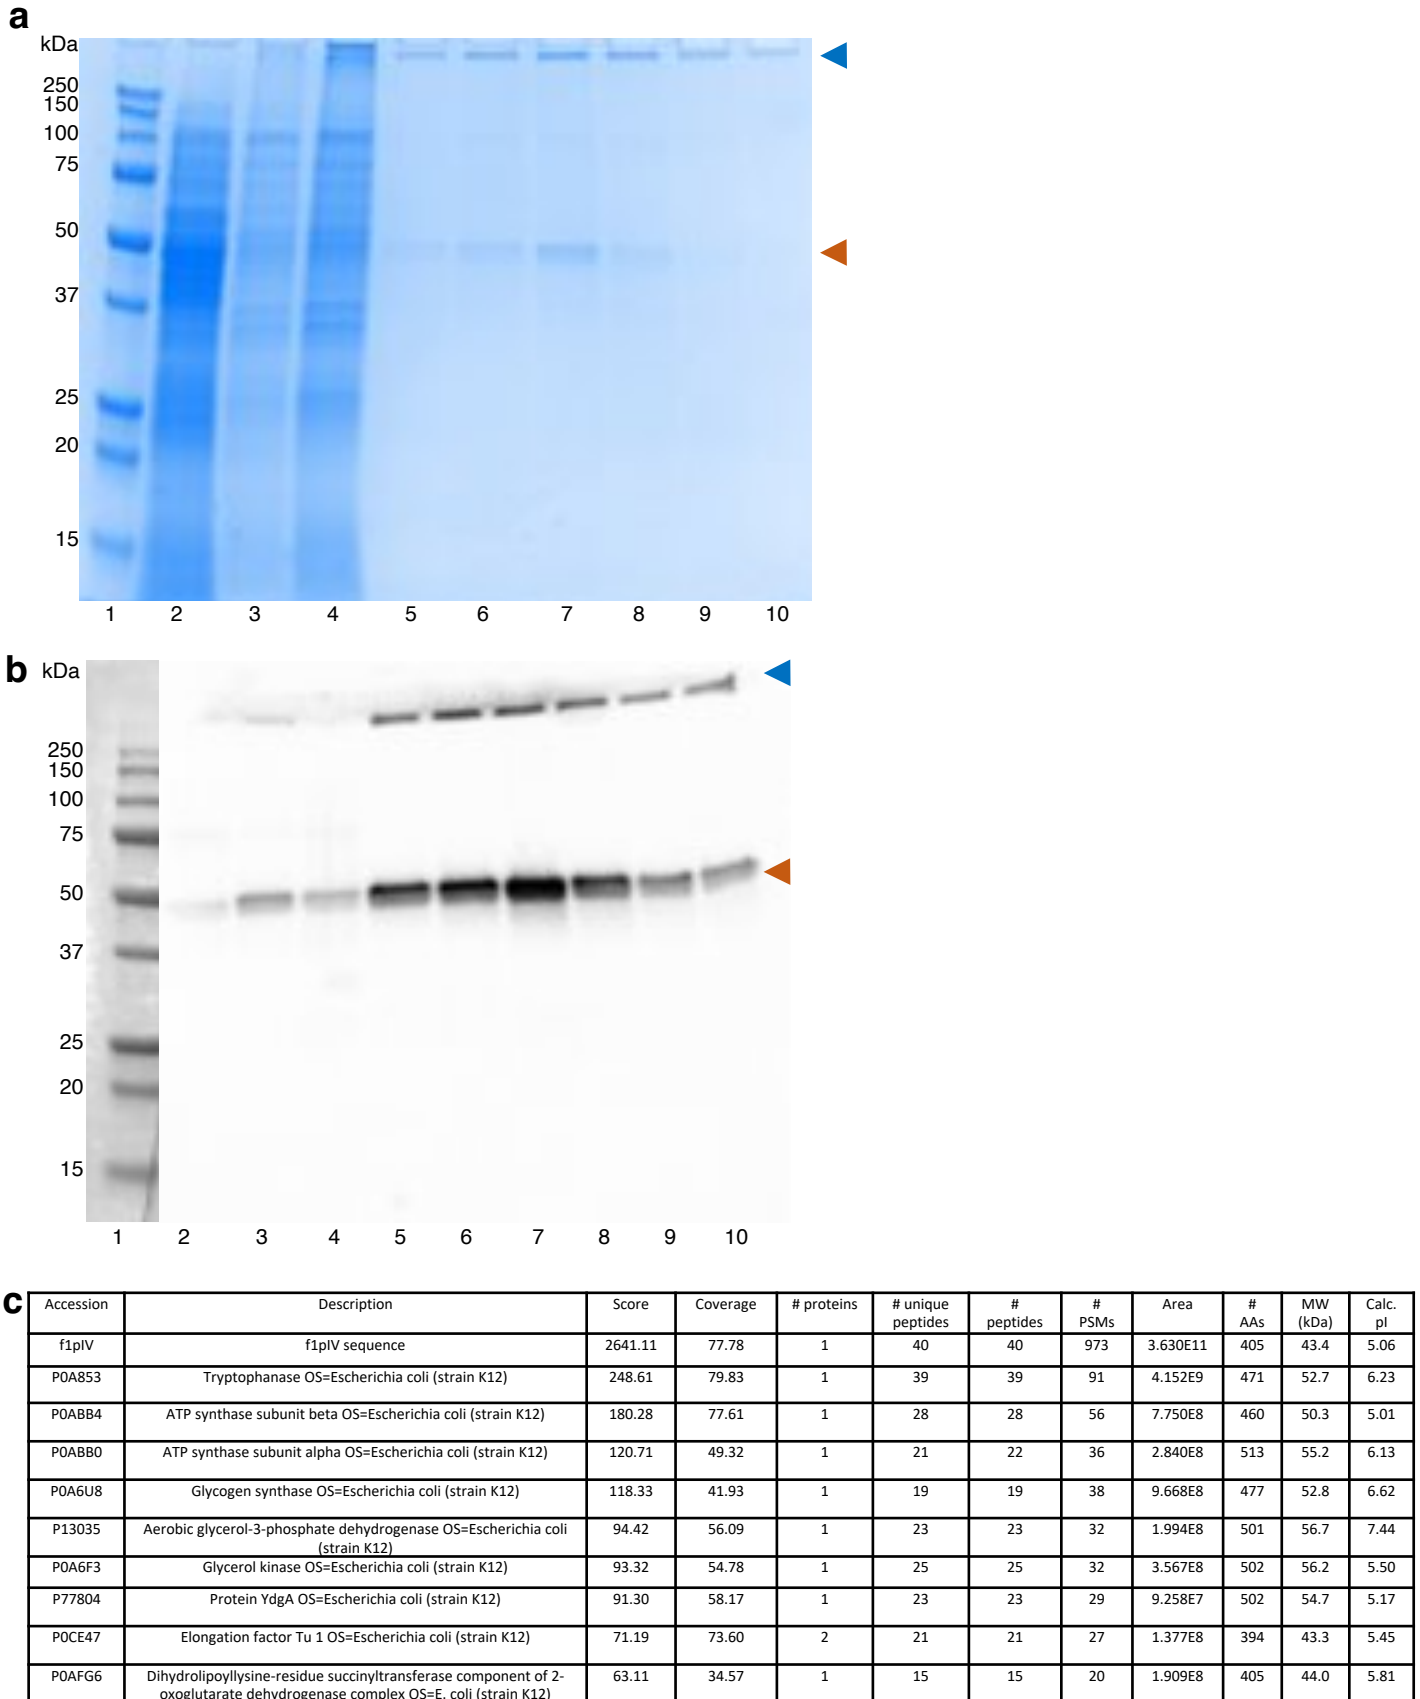 a
kDa
250
150
100
75
50
37
25
20
15
1 2 3 4 5 6 7 8 9 10
b kDa
250
150
100
75
50
37
25
20
15
1 2 3 4 5 6 7 8 9 10
c
Accession Description Score Coverage # proteins # unique peptides # peptides # PSMs Area # AAs MW (kDa) Calc. pI
f1pIV f1pIV sequence 2641.11 77.78 1 40 40 973 3.630E11 405 43.4 5.06
P0A853 Tryptophanase OS=Escherichia coli (strain K12) 248.61 79.83 1 39 39 91 4.152E9 471 52.7 6.23
P0ABB4 ATP synthase subunit beta OS=Escherichia coli (strain K12) 180.28 77.61 1 28 28 56 7.750E8 460 50.3 5.01
P0ABB0 ATP synthase subunit alpha OS=Escherichia coli (strain K12) 120.71 49.32 1 21 22 36 2.840E8 513 55.2 6.13
P0A6U8 Glycogen synthase OS=Escherichia coli (strain K12) 118.33 41.93 1 19 19 38 9.668E8 477 52.8 6.62
P13035 Aerobic glycerol-3-phosphate dehydrogenase OS=Escherichia coli (strain K12) 94.42 56.09 1 23 23 32 1.994E8 501 56.7 7.44
P0A6F3 Glycerol kinase OS=Escherichia coli (strain K12) 93.32 54.78 1 25 25 32 3.567E8 502 56.2 5.50
P77804 Protein YdgA OS=Escherichia coli (strain K12) 91.30 58.17 1 23 23 29 9.258E7 502 54.7 5.17
P0CE47 Elongation factor Tu 1 OS=Escherichia coli (strain K12) 71.19 73.60 2 21 21 27 1.377E8 394 43.3 5.45
P0AFG6 Dihydrolipoyllysine-residue succinyltransferase component of 2-oxoglutarate dehydrogenase complex OS=E. coli (strain K12) 63.11 34.57 1 15 15 20 1.909E8 405 44.0 5.81